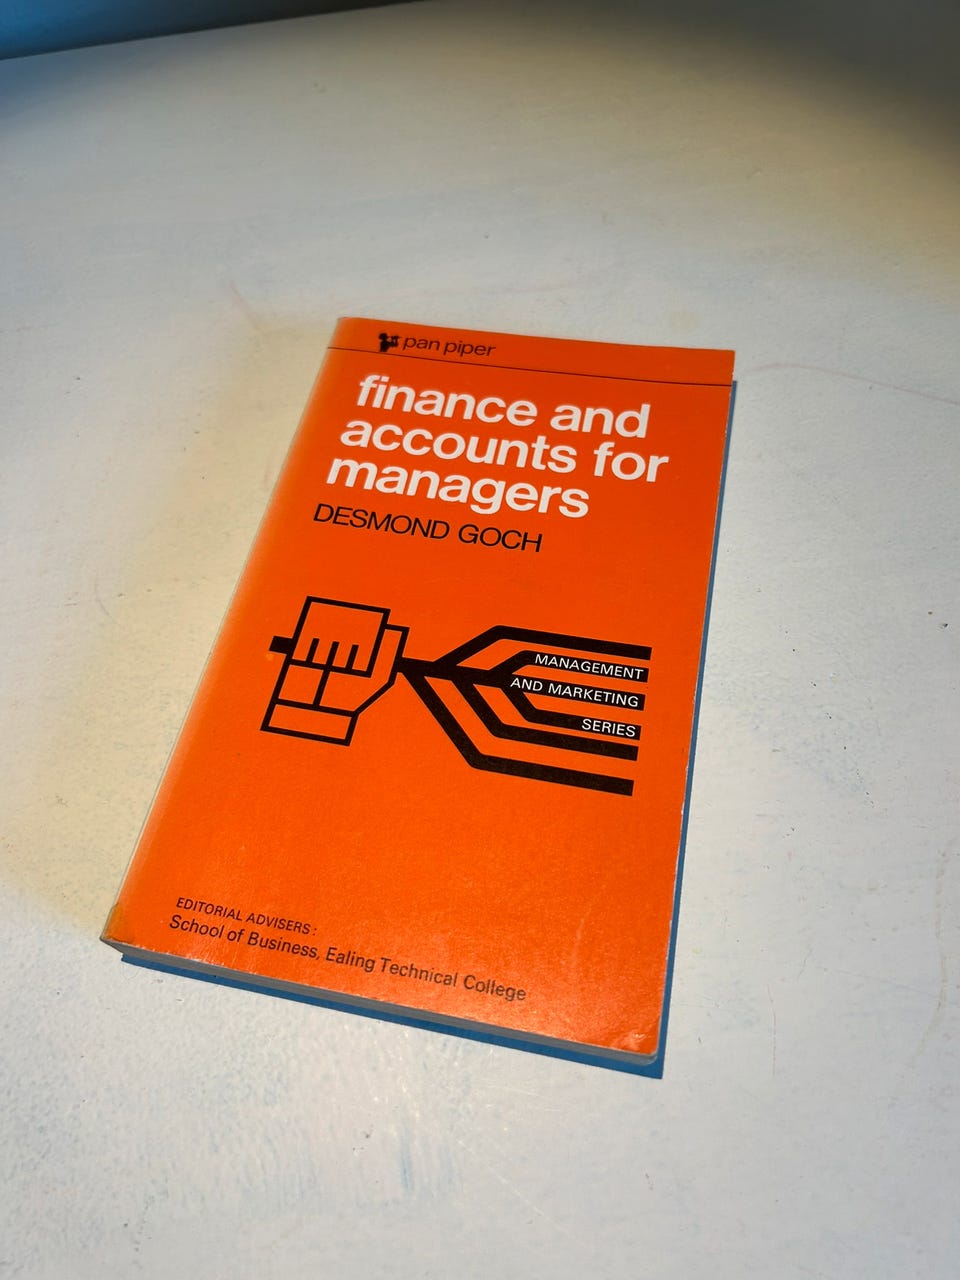 pan piper
finance and
accounts for
managers
DESMOND GOCH
MANAGEMENT
AND MARKETING
SERIES
EDITORIAL ADVISERS:
School of Business, Ealing Technical College